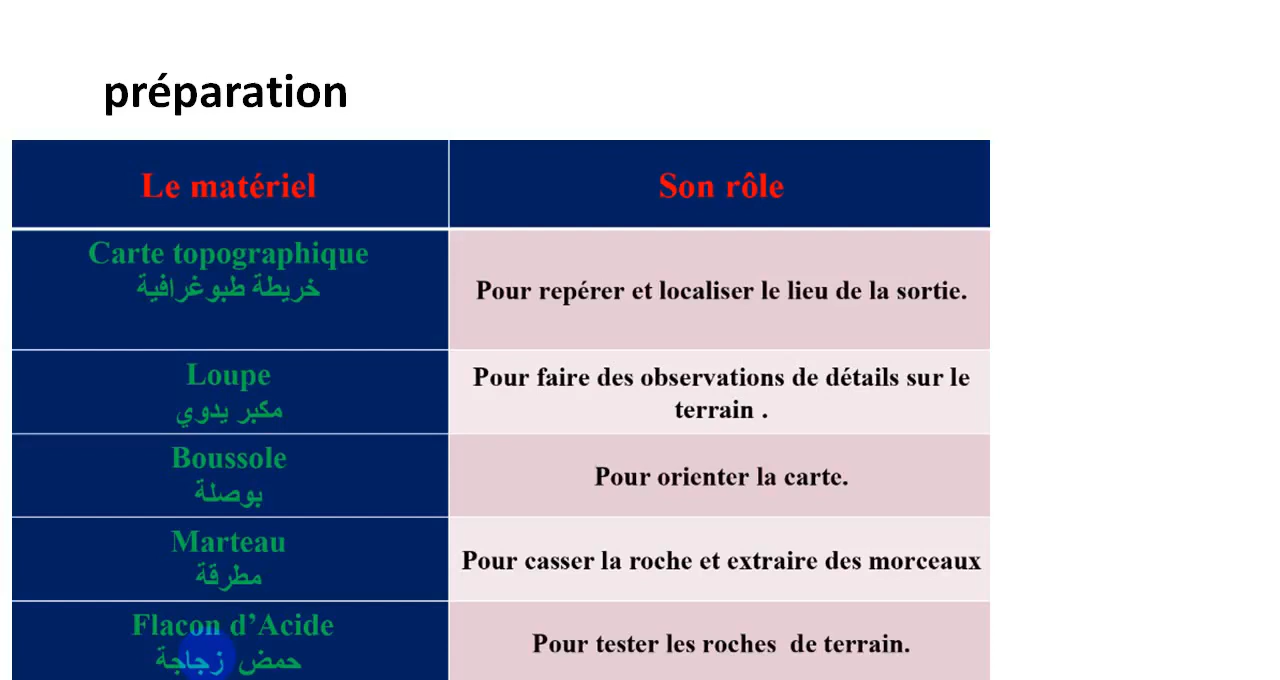 préparation
Le matériel
Son rôle
Carte topographique
خريطة طبوغرافية
Pour repérer et localiser le lieu de la sortie.
Loupe
مكبر يدوي
Pour faire des observations de détails sur le
terrain .
Boussole
بوصلة
Pour orienter la carte.
Marteau
مطرقة
Pour casser la roche et extraire des morceaux
Flacon d’Acide
حمض زجاجة
Pour tester les roches de terrain.